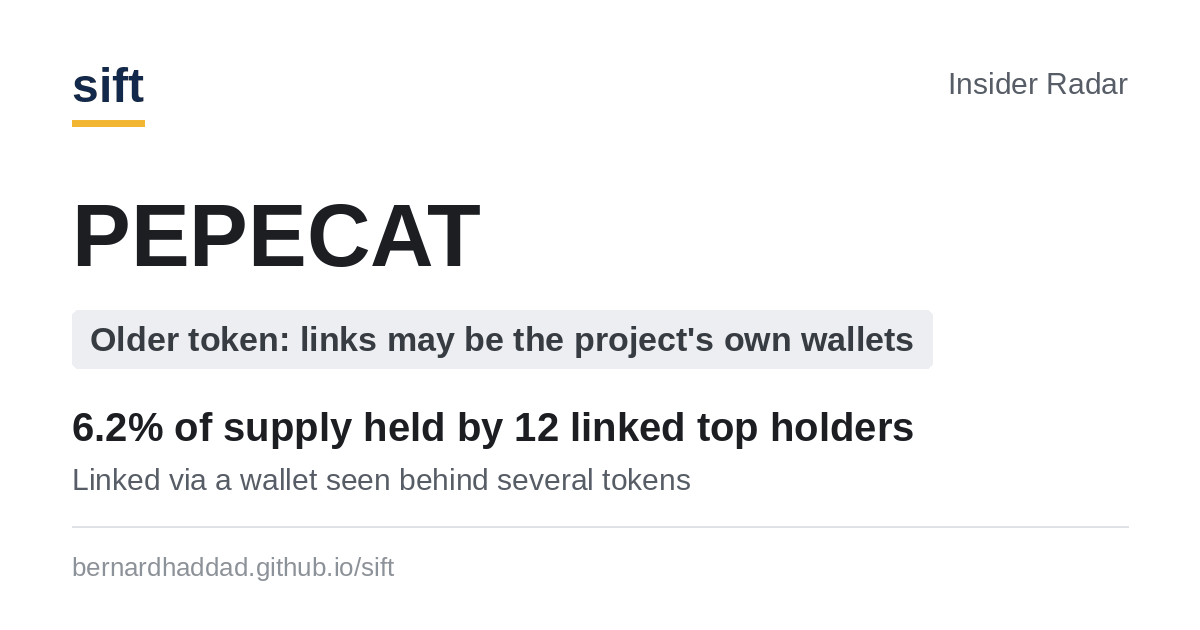 sift
Insider Radar
PEPECAT
Older token: links may be the project's own wallets
6.2% of supply held by 12 linked top holders
Linked via a wallet seen behind several tokens
bernardhaddad.github.io/sift